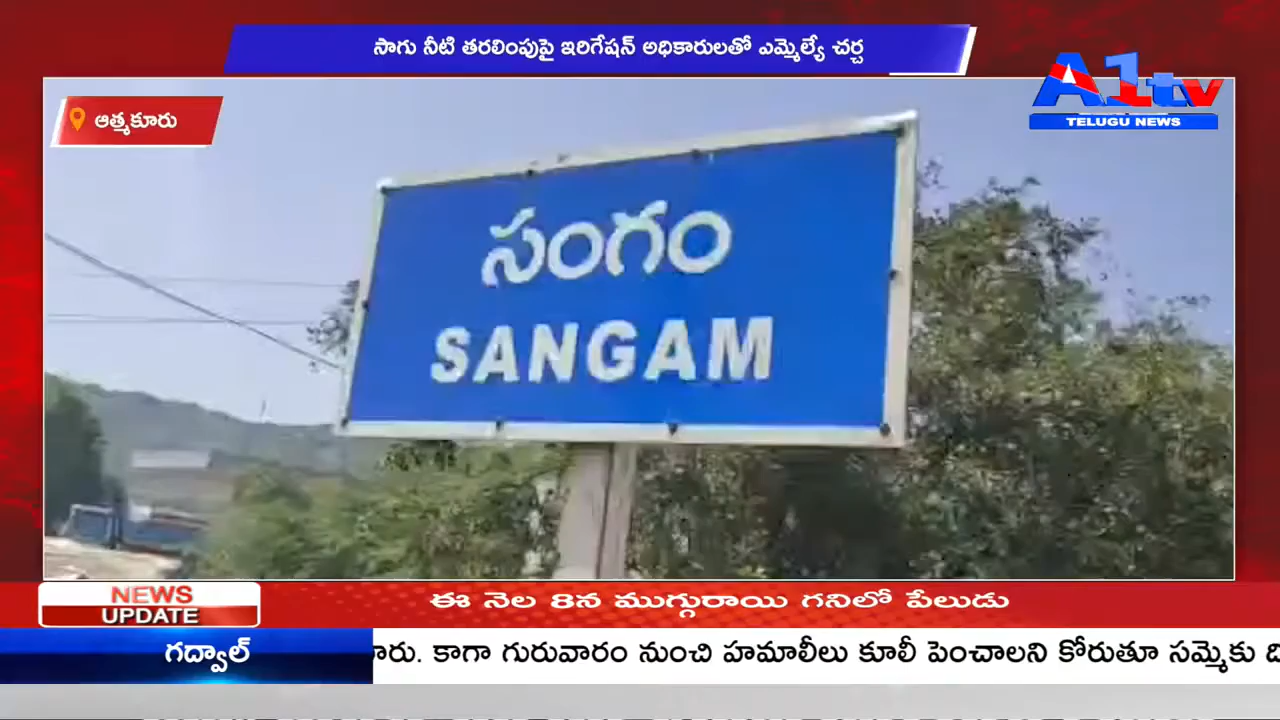 సాగు నీటి తరలింపుపై ఇరిగేషన్ అధికారులతో ఎమ్మెల్యే చర్చ
ఆత్మకూరు
A1tv
TELUGU NEWS
సంగం
SANGAM
NEWS
UPDATE
ఈ నెల 8న ముగ్గురాయి గనిలో పేలుడు
గద్వాల్
కాగా గురువారం నుంచి హమాలీలు కూలీ పెంచాలని కోరుతూ సమ్మెకు